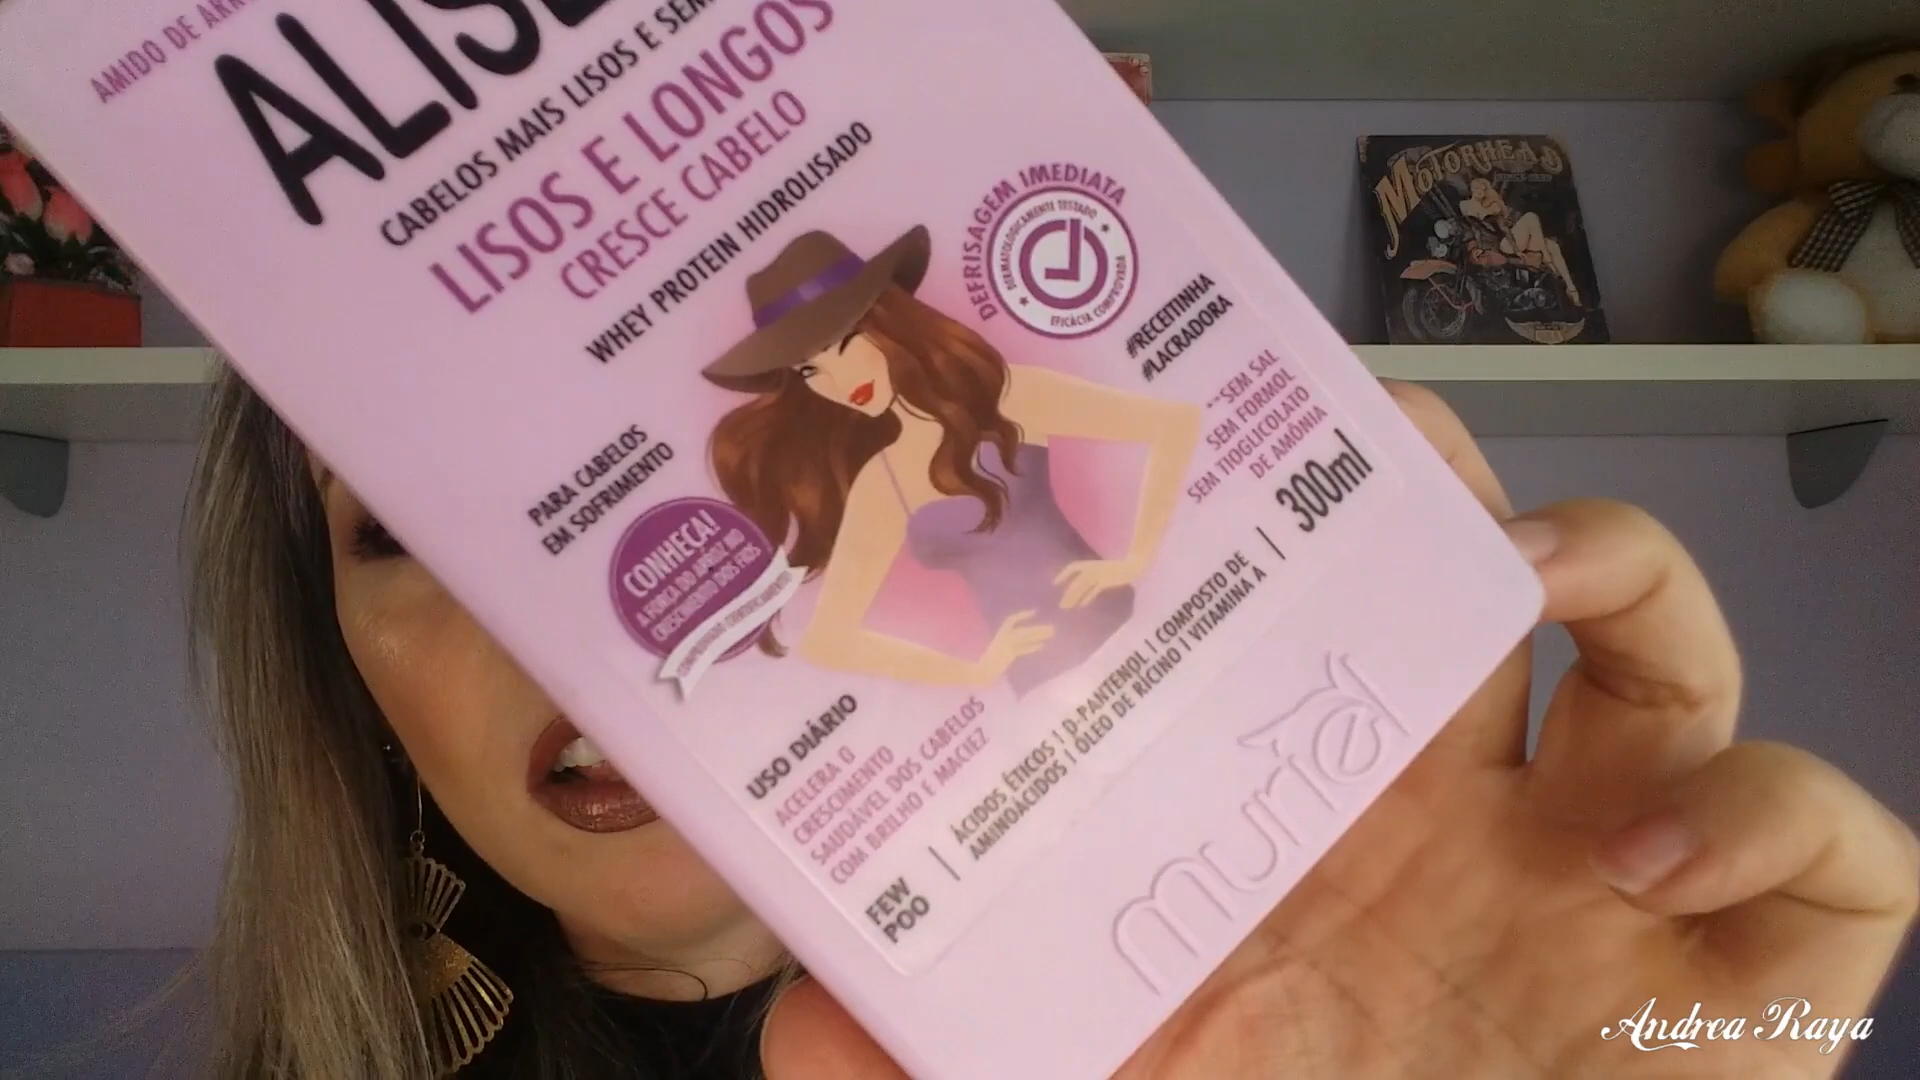 AMIDO DE
ALISE
CABELOS MAIS LISOS E SEM
LISOS E LONGOS
CRESCE CABELO
WHEY PROTEIN HIDROLISADO
DEFRISAGEM IMEDIATA
DERMATOLOGICAMENTE TESTADO
EFICÁCIA COMPROVADA
#RECEITINHA
#LACRADORA
**SEM SAL
SEM FORMOL
SEM TIOGLICOLATO
DE AMÔNIA
300ml
PARA CABELOS
EM SOFRIMENTO
CONHEÇA!
A FORÇA DO ARROZ NO
CRESCIMENTO DOS FIOS
COMPROVADO CIENTIFICAMENTE
USO DIÁRIO
ACELERA O
CRESCIMENTO
SAUDÁVEL DOS CABELOS
COM BRILHO E MACIEZ
FEW
POO
ÁCIDOS ÉTICOS | D-PANTENOL | COMPOSTO DE
AMINOÁCIDOS | ÓLEO DE RÍCINO | VITAMINA A
muriel
MOTORHEAD
Andrea Raya